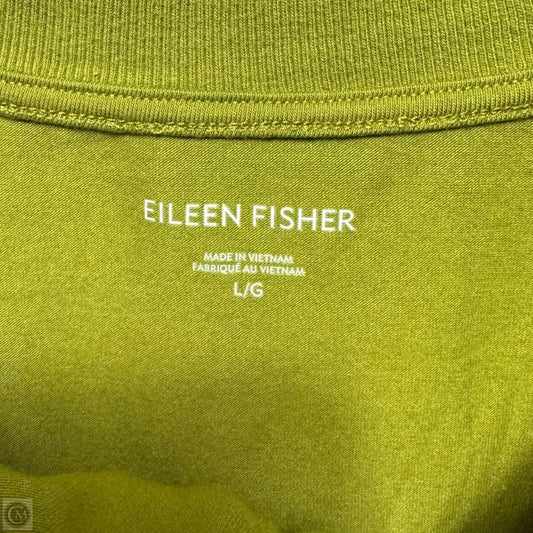 EILEEN FISHER
MADE IN VIETNAM
FABRIQUÉ AU VIETNAM
L/G